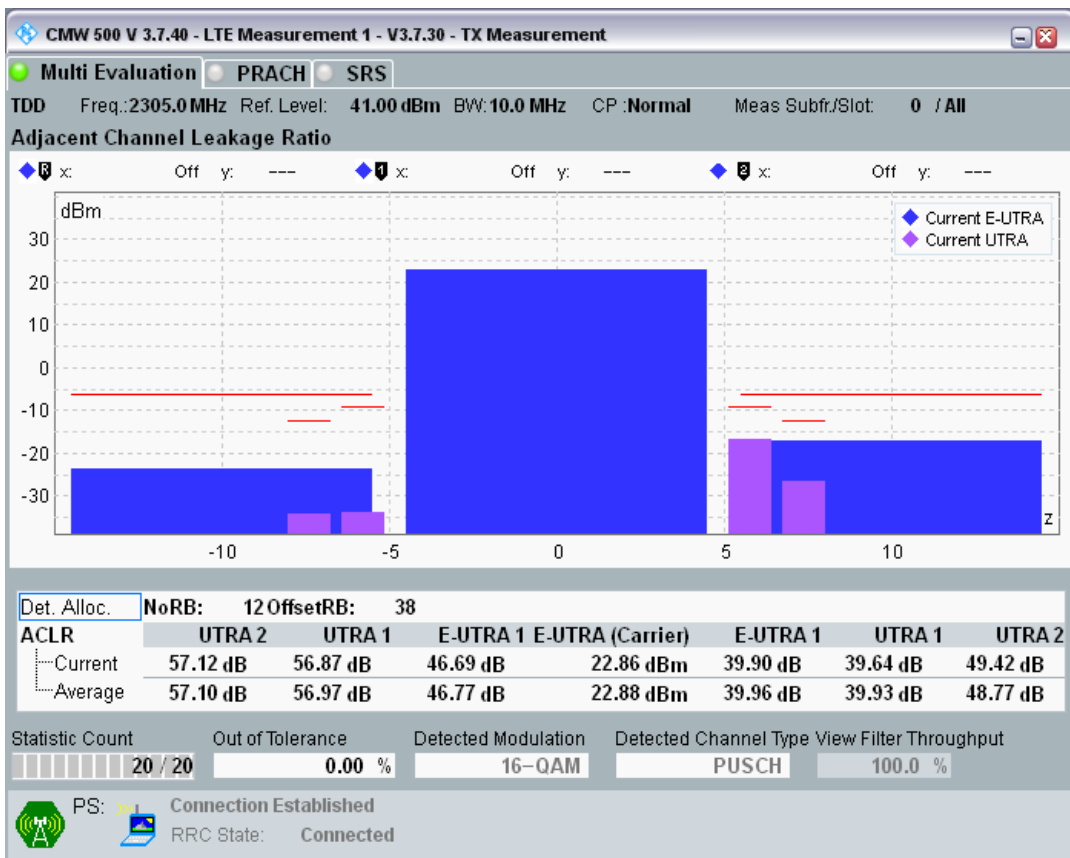 CMW 500 V 3.7.40 - LTE Measurement 1 - V3.7.30 - TX Measurement
Multi Evaluation PRACH SRS
TDD Freq.:2305.0 MHz Ref. Level: 41.00 dBm BW:10.0 MHz CP :Normal Meas Subfr./Slot: 0 / All
Adjacent Channel Leakage Ratio
R x: Off y: --- 1 x: Off y: --- 2 x: Off y: ---
dBm
Current E-UTRA
Current UTRA
30
20
10
0
-10
-20
-30
z
-10 -5 0 5 10
Det. Alloc. NoRB: 12 OffsetRB: 38
ACLR UTRA 2 UTRA 1 E-UTRA 1 E-UTRA (Carrier) E-UTRA 1 UTRA 1 UTRA 2
Current 57.12 dB 56.87 dB 46.69 dB 22.86 dBm 39.90 dB 39.64 dB 49.42 dB
Average 57.10 dB 56.97 dB 46.77 dB 22.88 dBm 39.96 dB 39.93 dB 48.77 dB
Statistic Count Out of Tolerance Detected Modulation Detected Channel Type View Filter Throughput
20 / 20 0.00 % 16-QAM PUSCH 100.0 %
PS: Connection Established
RRC State: Connected